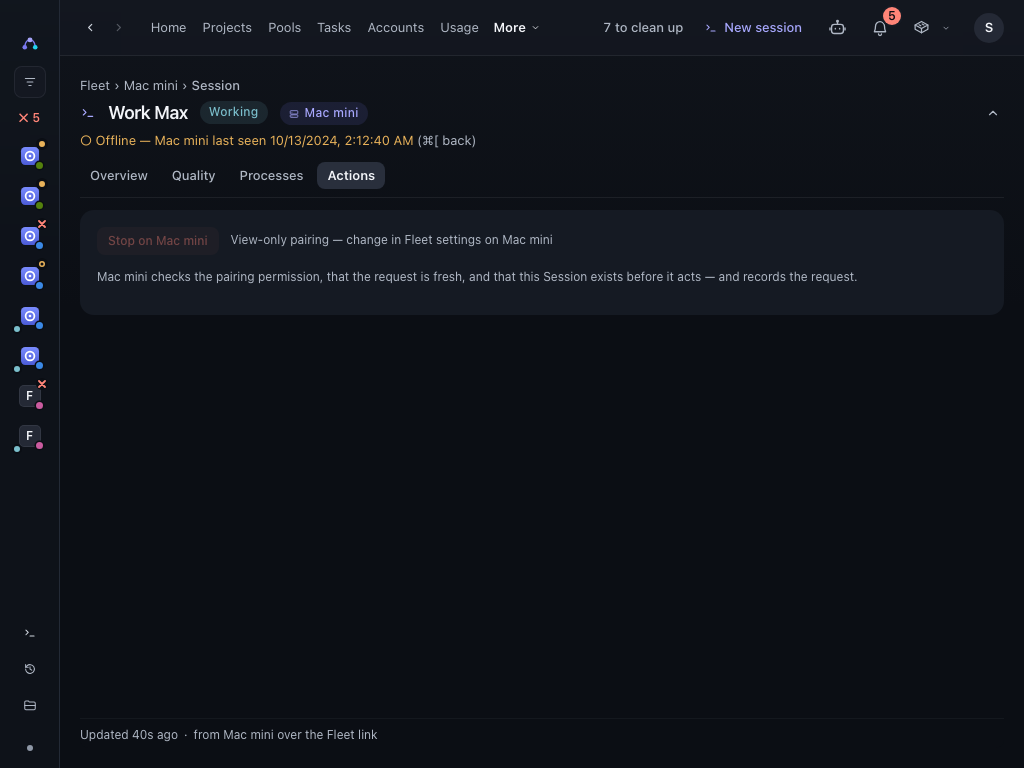 Home Projects Pools Tasks Accounts Usage More 7 to clean up New session 5 S
5
Fleet › Mac mini › Session
Work Max Working Mac mini
Offline — Mac mini last seen 10/13/2024, 2:12:40 AM (⌘[ back)
Overview Quality Processes Actions
Stop on Mac mini View-only pairing — change in Fleet settings on Mac mini
Mac mini checks the pairing permission, that the request is fresh, and that this Session exists before it acts — and records the request.
F
F
Updated 40s ago · from Mac mini over the Fleet link